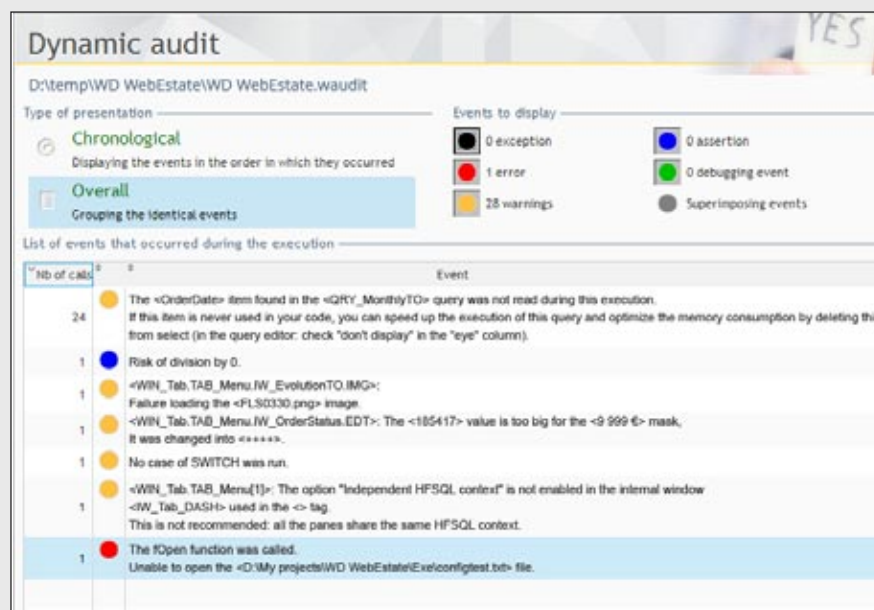 YES
Dynamic audit
D:\temp\WD WebEstate\WD WebEstate.waudit
Type of presentation
Chronological
Displaying the events in the order in which they occurred
Overall
Grouping the identical events
Events to display
0 exception
0 assertion
1 error
0 debugging event
28 warnings
Superimposing events
List of events that occurred during the execution
Nb of calls
Event
24
The <OrderDate> item found in the <QRY_MonthlyTO> query was not read during this execution.
If this item is never used in your code, you can speed up the execution of this query and optimize the memory consumption by deleting thi
from select (in the query editor: check "don't display" in the "eye" column).
1
Risk of division by 0.
1
<WIN_Tab.TAB_Menu.IW_EvolutionTO.IMG>:
Failure loading the <FLS0330.png> image.
1
<WIN_Tab.TAB_Menu.IW_OrderStatus.EDT>: The <185417> value is too big for the <9 999 €> mask,
It was changed into <++++>.
1
No case of SWITCH was run.
1
<WIN_Tab.TAB_Menu[1]>: The option "Independent HFSQL context" is not enabled in the internal window
<IW_Tab_DASH> used in the <> tag.
This is not recommended: all the panes share the same HFSQL context.
1
The fOpen function was called.
Unable to open the <D:\My projects\WD WebEstate\Exe\configtest.txt> file.